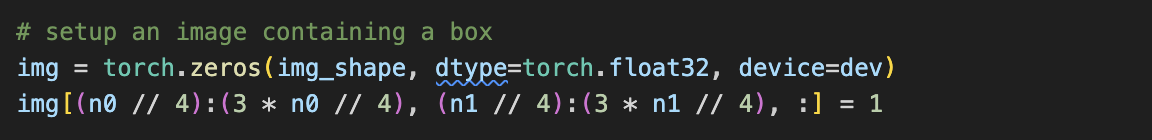 # setup an image containing a box
img = torch.zeros(img_shape, dtype=torch.float32, device=dev)
img[(n0 // 4):(3 * n0 // 4), (n1 // 4):(3 * n1 // 4), :] = 1